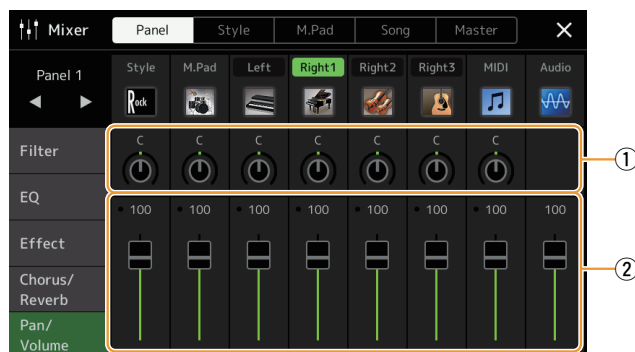 Mixer Panel Style M.Pad Song Master ×
Panel 1
Style M.Pad Left Right1 Right2 Right3 MIDI Audio
Rock
Filter
C C C C C C C
①
EQ
100 100 100 100 100 100 100 100
Effect
②
Chorus/
Reverb
Pan/
Volume